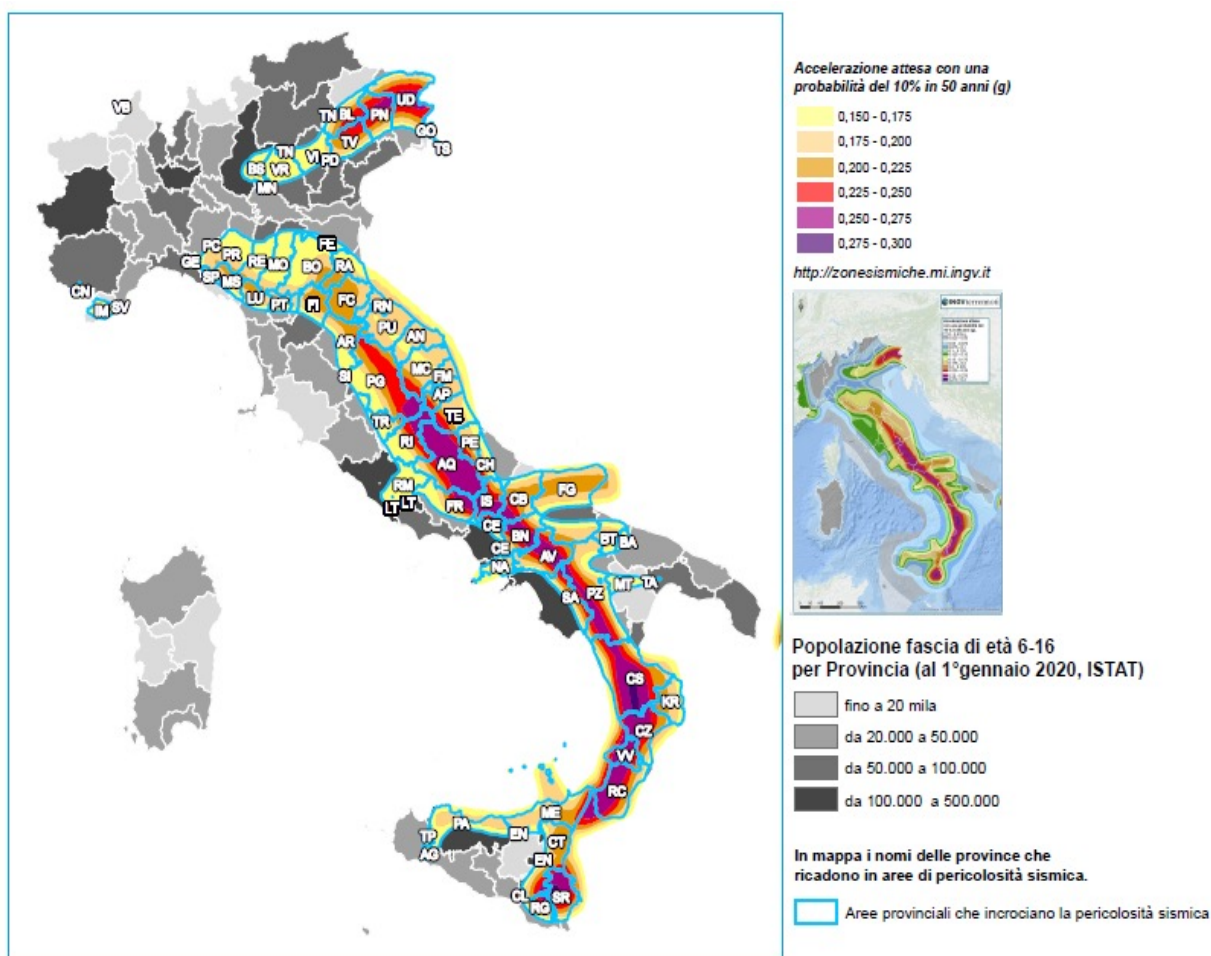 VB
TN
BL
PN
UD
GO
TS
TV
TN
VI
PD
BS
VR
MN
PC
PR
RE
MO
FE
BO
RA
GE
SP
MS
LU
PT
FI
FC
RN
CN
IM
SV
PU
AN
AR
MC
FM
SI
PG
AP
TE
TR
RI
PE
AQ
CH
RM
LT
LT
FR
IS
CB
FG
CE
BN
BT
BA
CE
AV
NA
MT
TA
SA
PZ
CS
KR
CZ
VV
RC
ME
PA
EN
TP
CT
AG
EN
CL
SR
RG
Accelerazione attesa con una
probabilità del 10% in 50 anni (g)
0,150 - 0,175
0,175 - 0,200
0,200 - 0,225
0,225 - 0,250
0,250 - 0,275
0,275 - 0,300
http://zonesismiche.mi.ingv.it
Popolazione fascia di età 6-16
per Provincia (al 1°gennaio 2020, ISTAT)
fino a 20 mila
da 20.000 a 50.000
da 50.000 a 100.000
da 100.000 a 500.000
In mappa i nomi delle province che
ricadono in aree di pericolosità sismica.
Aree provinciali che incrociano la pericolosità sismica